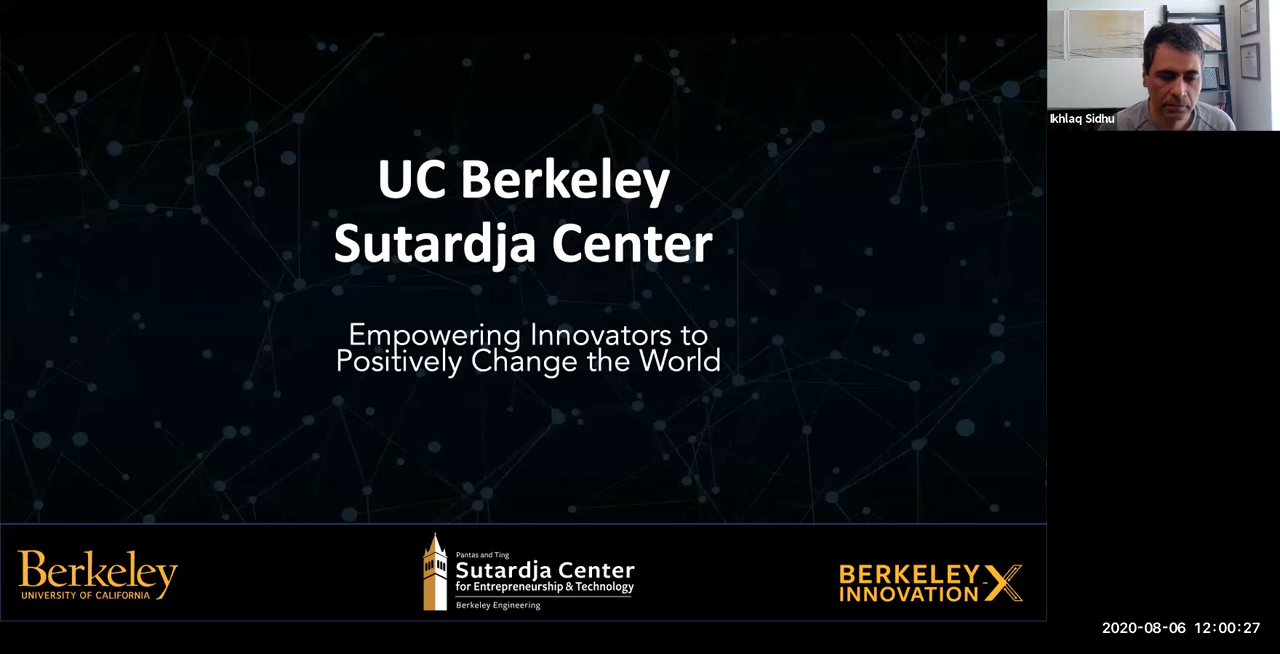 UC Berkeley
Sutardja Center
Empowering Innovators to
Positively Change the World
Ikhlaq Sidhu
Berkeley
UNIVERSITY OF CALIFORNIA
Pantas and Ting
Sutardja Center
for Entrepreneurship & Technology
Berkeley Engineering
BERKELEY
INNOVATION-X
2020-08-06 12:00:27